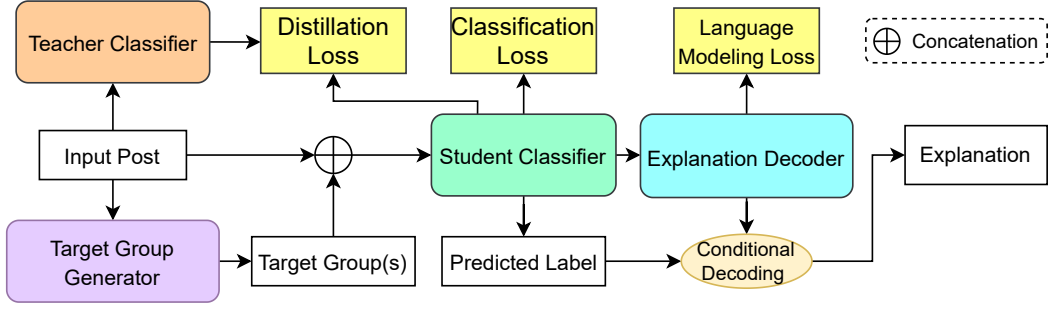 Teacher Classifier
Distillation
Loss
Classification
Loss
Language
Modeling Loss
Concatenation
Input Post
Student Classifier
Explanation Decoder
Explanation
Target Group
Generator
Target Group(s)
Predicted Label
Conditional
Decoding